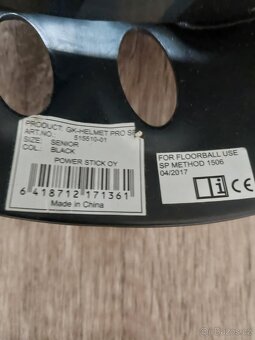 PRODUCT: GK-HELMET PRO S
ART.NO: 515510-01
SIZE: SENIOR
COL.: BLACK
POWER STICK OY
6 418712 171361
Made in China
FOR FLOORBALL USE
SP METHOD 1506
04/2017
i CE